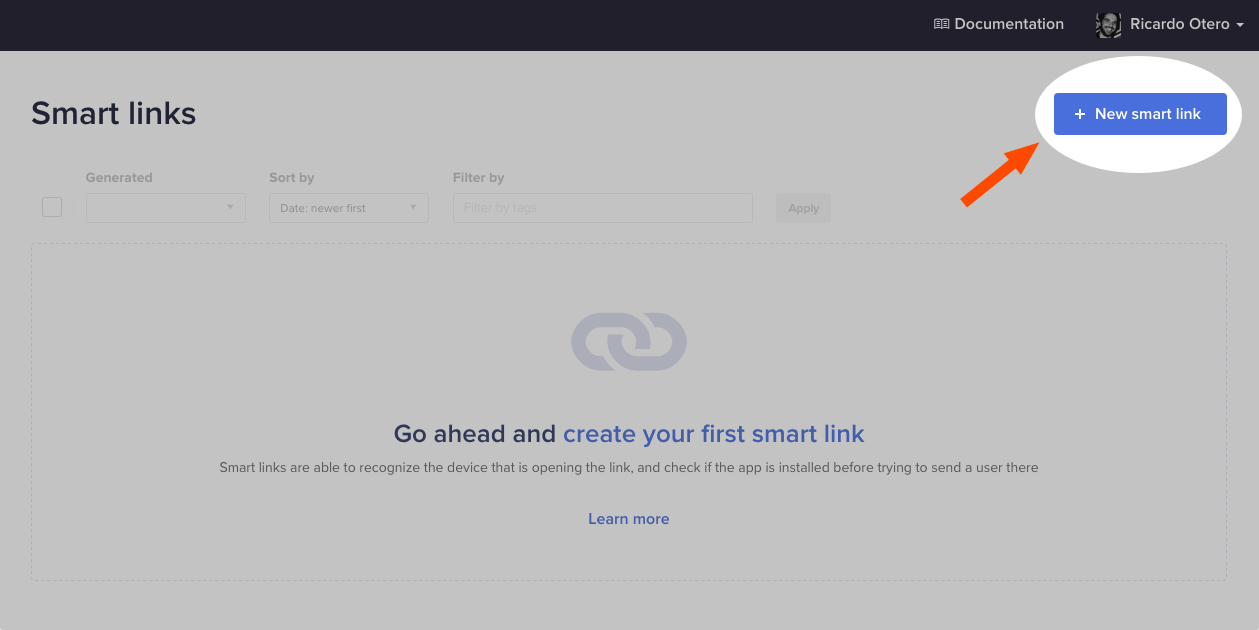 Documentation
Ricardo Otero
Smart links
+ New smart link
Generated
Sort by
Filter by
Date: newer first
Filter by tags
Apply
Go ahead and create your first smart link
Smart links are able to recognize the device that is opening the link, and check if the app is installed before trying to send a user there
Learn more